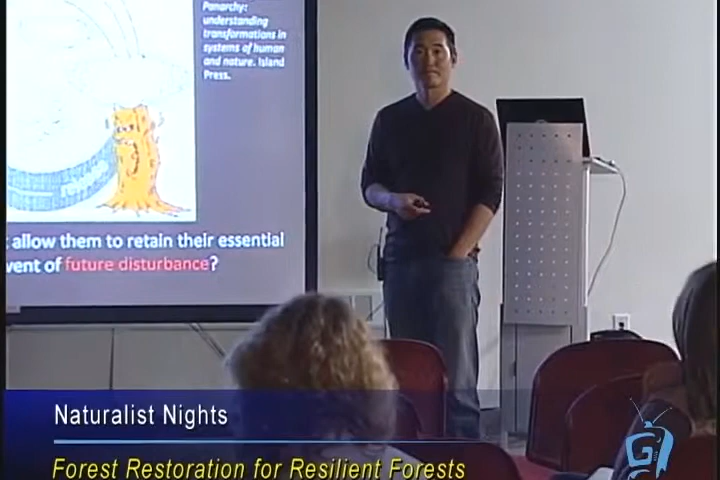 Panarchy:
understanding
transformations in
systems of human
and nature. Island
Press.
allow them to retain their essential
vent of future disturbance?
Naturalist Nights
Forest Restoration for Resilient Forests